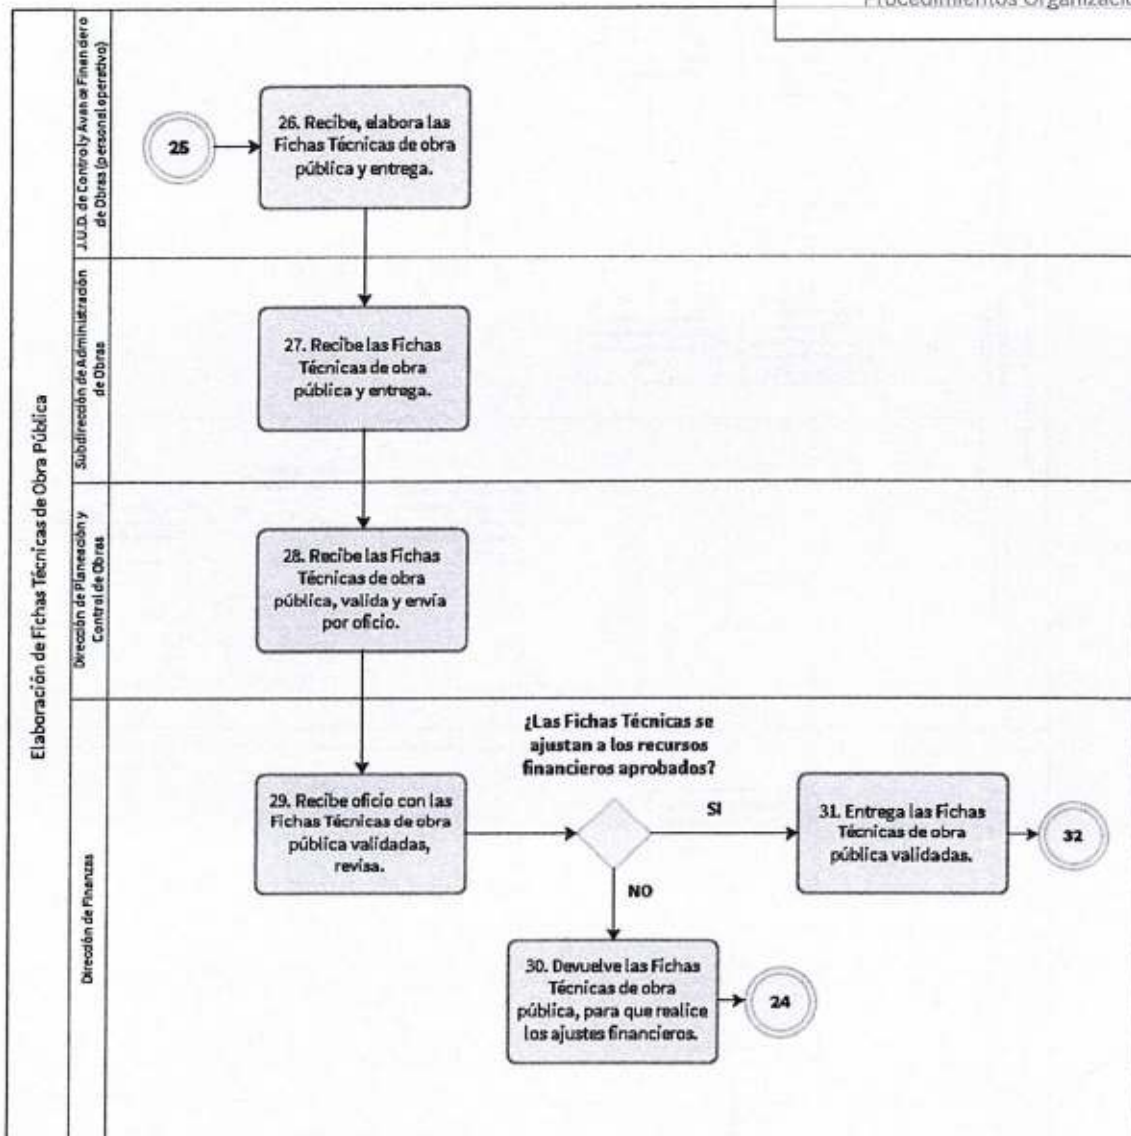 Procedimientos Organizacio
Elaboración de Fichas Técnicas de Obra Pública
J.U.D. de Control y Avance Financiero
de Obras (personal operativo)
25
26. Recibe, elabora las
Fichas Técnicas de obra
pública y entrega.
Subdirección de Administración
de Obras
27. Recibe las Fichas
Técnicas de obra
pública y entrega.
Dirección de Planeación y
Control de Obras
28. Recibe las Fichas
Técnicas de obra
pública, valida y envía
por oficio.
Dirección de Finanzas
29. Recibe oficio con las
Fichas Técnicas de obra
pública validadas,
revisa.
¿Las Fichas Técnicas se
ajustan a los recursos
financieros aprobados?
SI
31. Entrega las Fichas
Técnicas de obra
pública validadas.
32
NO
30. Devuelve las Fichas
Técnicas de obra
pública, para que realice
los ajustes financieros.
24